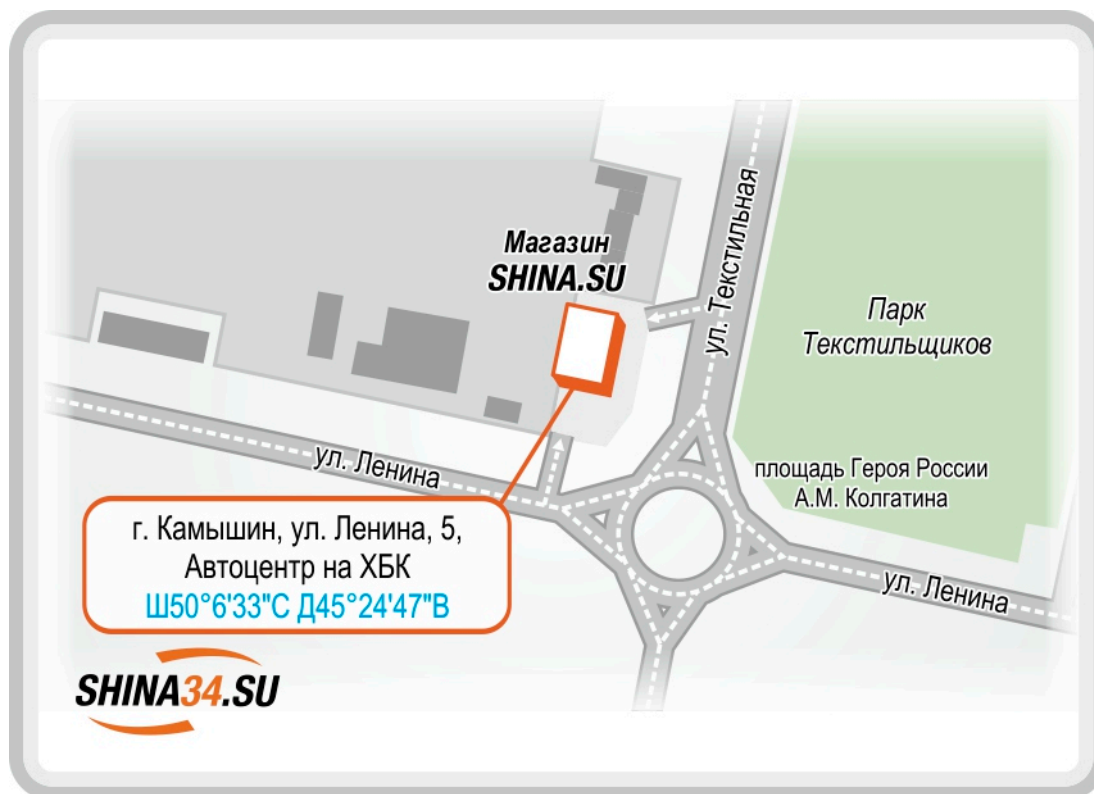 Магазин
SHINA.SU
ул. Текстильная
Парк
Текстильщиков
ул. Ленина
площадь Героя России
А.М. Колгатина
г. Камышин, ул. Ленина, 5,
Автоцентр на ХБК
Ш50°6'33"С Д45°24'47"В
ул. Ленина
SHINA34.SU